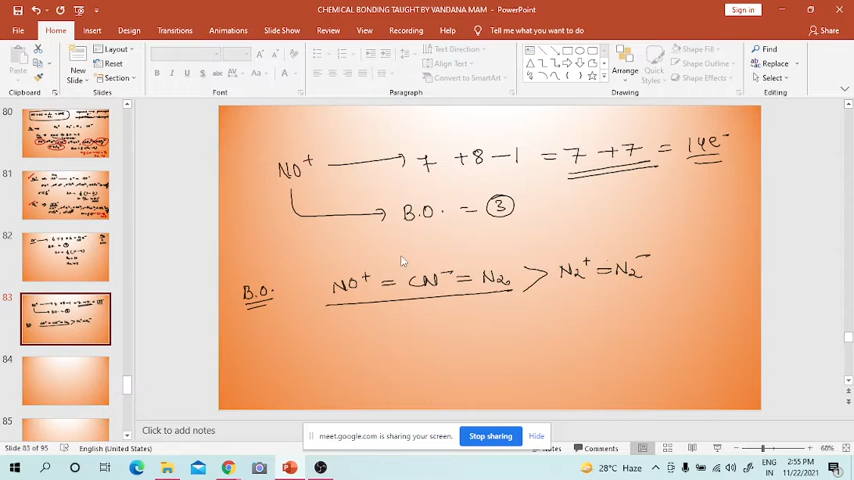 CHEMICAL BONDING TAUGHT BY VANDANA MAM - PowerPoint
Sign in
File Home Insert Design Transitions Animations Slide Show Review View Recording Help Tell me what you want to do Share
Paste
New Slide
Layout
Reset
Section
Arrange
Quick Styles
Text Direction
Align Text
Convert to SmartArt
Shape Fill
Shape Outline
Shape Effects
Find
Replace
Select
Clipboard Slides Font Paragraph Drawing Editing
80
81
82
83
84
85
NO⁺ → 7 + 8 - 1 = 7 + 7 = 14e⁻
→ B.O. = 3
B.O. NO⁺ = CN⁻ = N₂ > N₂⁺ = N₂⁻
Click to add notes
meet.google.com is sharing your screen. Stop sharing Hide
Slide 83 of 95 English (United States) Notes Comments 68%
28°C Haze ENG IN 2:55 PM 11/22/2021